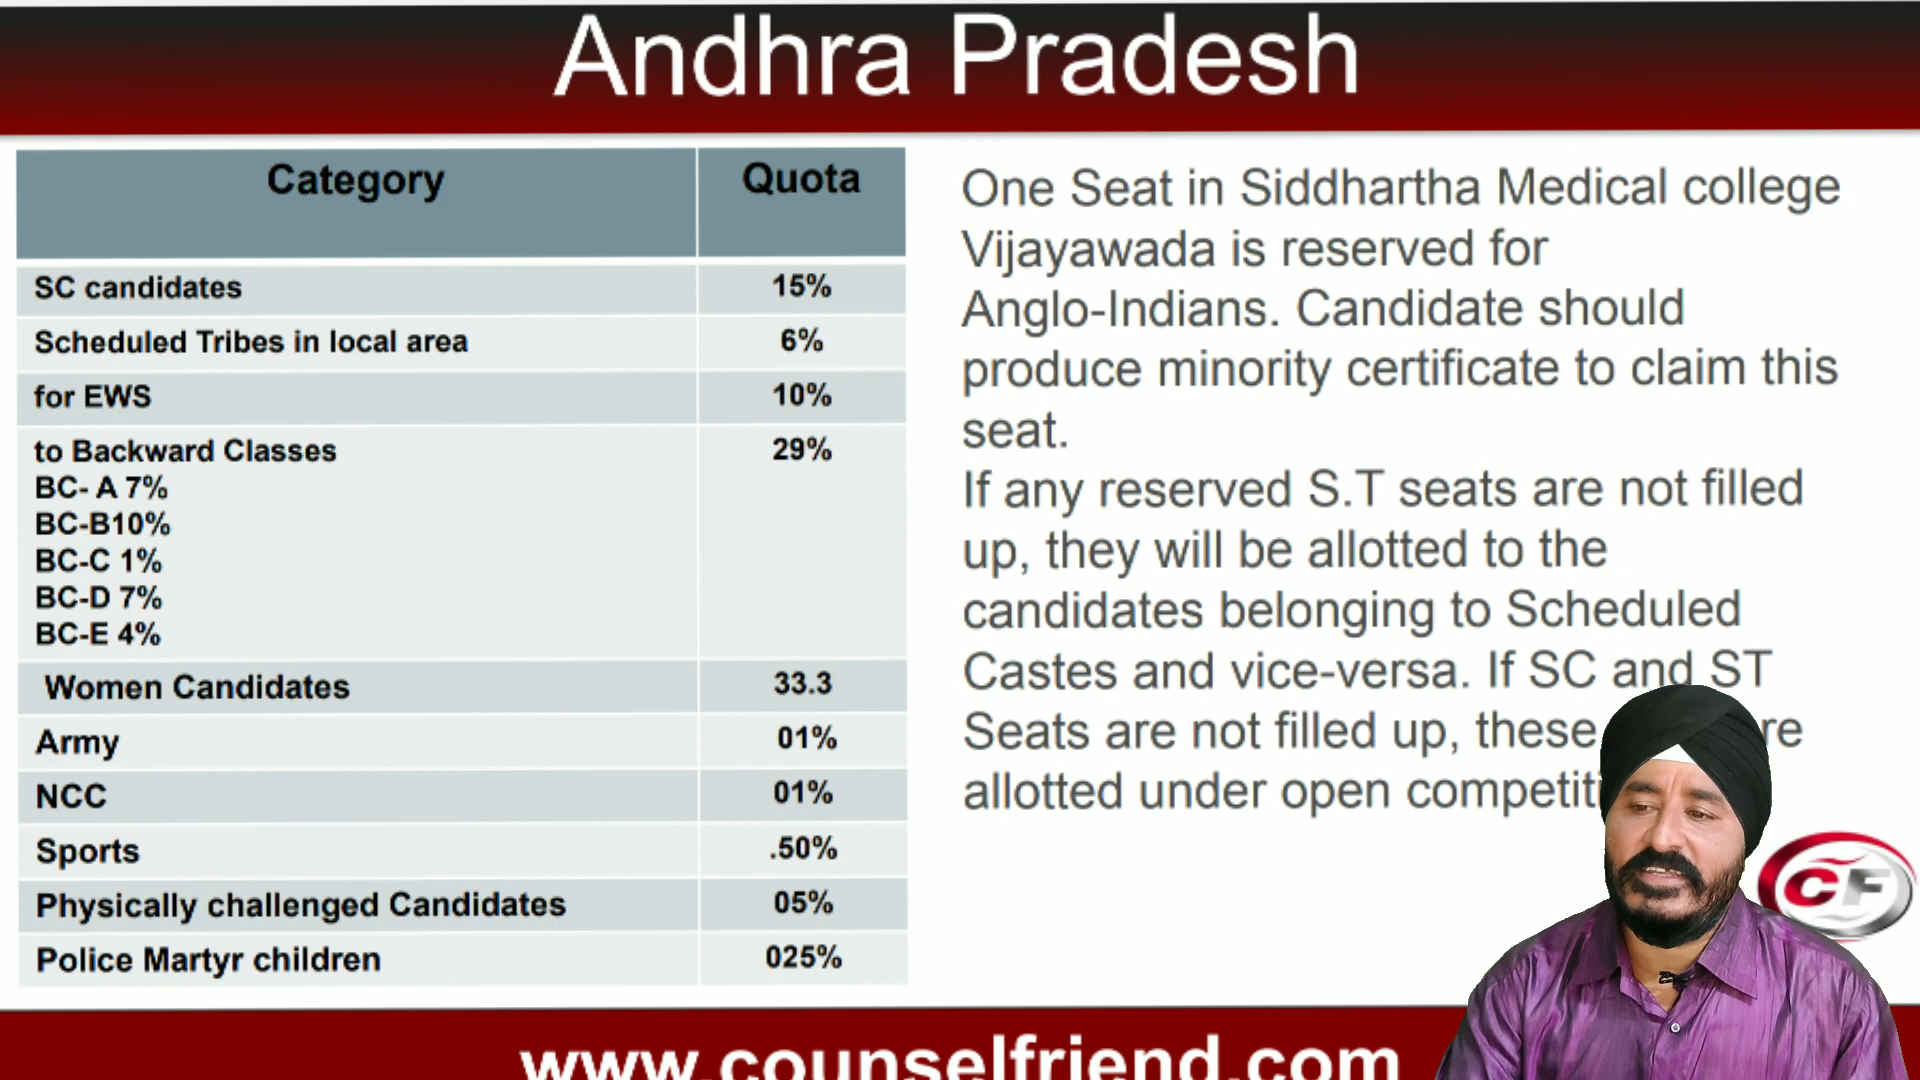 Andhra Pradesh
Category Quota
SC candidates 15%
Scheduled Tribes in local area 6%
for EWS 10%
to Backward Classes 29%
BC- A 7%
BC-B10%
BC-C 1%
BC-D 7%
BC-E 4%
Women Candidates 33.3
Army 01%
NCC 01%
Sports .50%
Physically challenged Candidates 05%
Police Martyr children 025%
One Seat in Siddhartha Medical college
Vijayawada is reserved for
Anglo-Indians. Candidate should
produce minority certificate to claim this
seat.
If any reserved S.T seats are not filled
up, they will be allotted to the
candidates belonging to Scheduled
Castes and vice-versa. If SC and ST
Seats are not filled up, these
allotted under open
CF
www.counselfriend.com